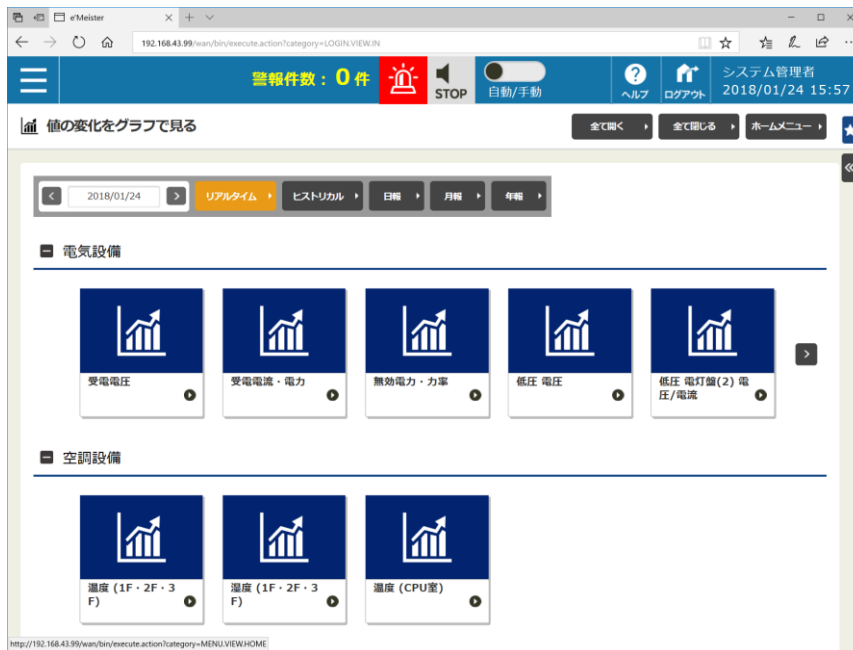 e'Meister
192.168.43.99/wan/bin/execute.action?category=LOGIN.VIEW.IN
警報件数：0 件
STOP
自動/手動
ヘルプ
ログアウト
システム管理者
2018/01/24 15:57
値の変化をグラフで見る
全て開く
全て閉じる
ホームメニュー
2018/01/24
リアルタイム
ヒストリカル
日報
月報
年報
電気設備
受電電圧
受電電流・電力
無効電力・力率
低圧 電圧
低圧 電灯盤(2) 電
圧/電流
空調設備
温度 (1F・2F・3
F)
湿度 (1F・2F・3
F)
温度 (CPU室)
http://192.168.43.99/wan/bin/execute.action?category=MENU.VIEW.HOME